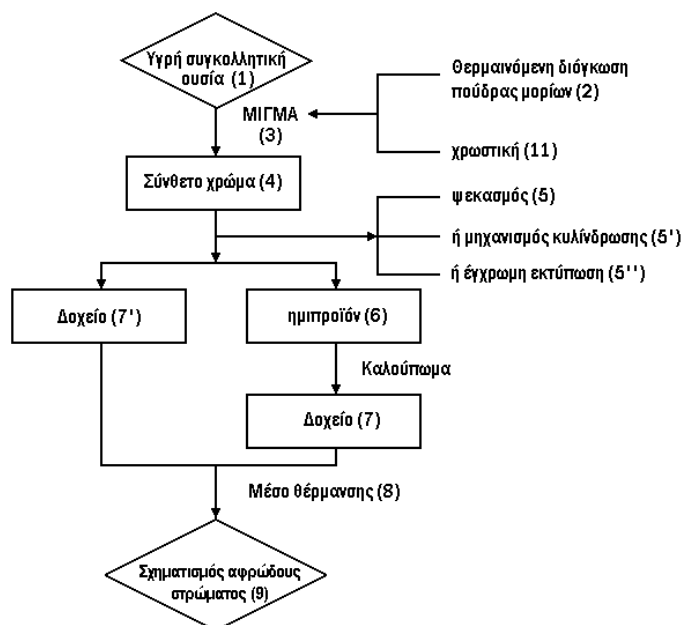 Υγρή συγκολλητική
ουσία (1)
Θερμαινόμενη διόγκωση
πούδρας μορίων (2)
ΜΙΓΜΑ
(3)
χρωστική (11)
Σύνθετο χρώμα (4)
ψεκασμός (5)
ή μηχανισμός κυλίνδρωσης (5')
ή έγχρωμη εκτύπωση (5'')
Δοχείο (7')
ημιπροϊόν (6)
Καλούπωμα
Δοχείο (7)
Μέσο θέρμανσης (8)
Σχηματισμός αφρώδους
στρώματος (9)